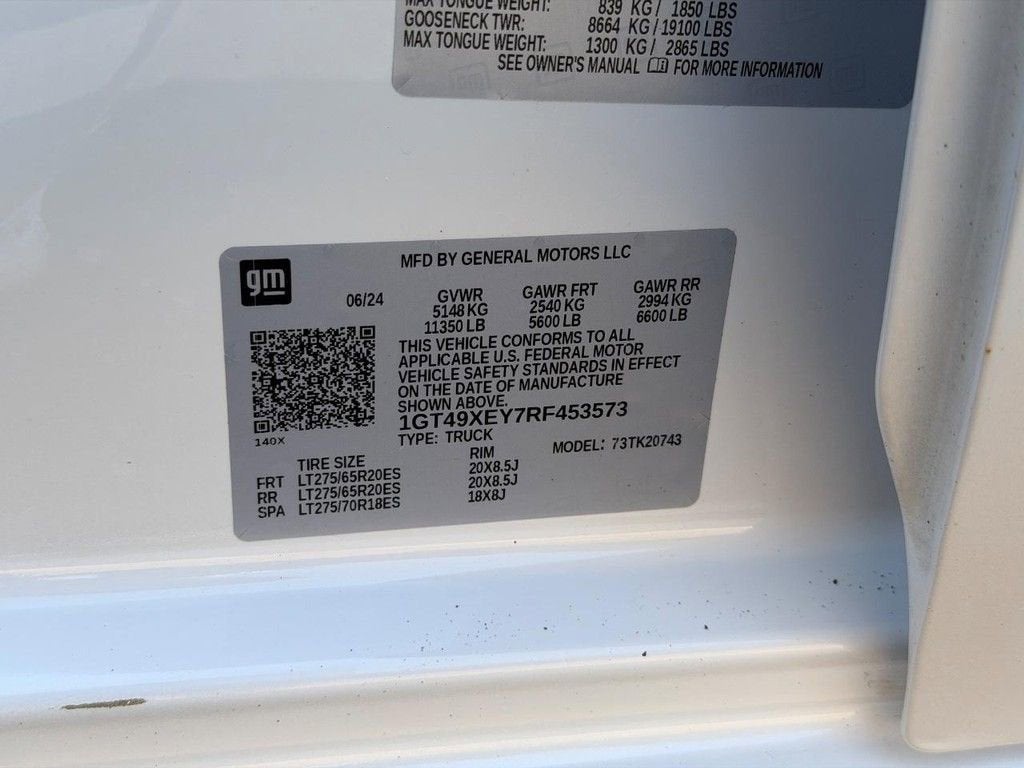 MAX TONGUE WEIGHT: 839 KG / 1850 LBS
GOOSENECK TWR: 8664 KG / 19100 LBS
MAX TONGUE WEIGHT: 1300 KG / 2865 LBS
SEE OWNER'S MANUAL FOR MORE INFORMATION
gm
MFD BY GENERAL MOTORS LLC
06/24 GVWR GAWR FRT GAWR RR
5148 KG 2540 KG 2994 KG
11350 LB 5600 LB 6600 LB
THIS VEHICLE CONFORMS TO ALL
APPLICABLE U.S. FEDERAL MOTOR
VEHICLE SAFETY STANDARDS IN EFFECT
ON THE DATE OF MANUFACTURE
SHOWN ABOVE.
1GT49XEY7RF453573
140X
TYPE: TRUCK MODEL: 73TK20743
TIRE SIZE RIM
FRT LT275/65R20ES 20X8.5J
RR LT275/65R20ES 20X8.5J
SPA LT275/70R18ES 18X8J